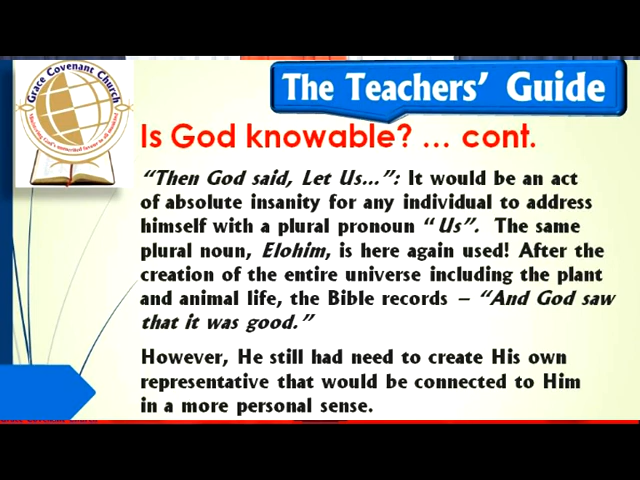 Grace Covenant Church
The Teachers' Guide
Is God knowable? ... cont.
"Then God said, Let Us...": It would be an act
of absolute insanity for any individual to address
himself with a plural pronoun " Us". The same
plural noun, Elohim, is here again used! After the
creation of the entire universe including the plant
and animal life, the Bible records – "And God saw
that it was good."
However, He still had need to create His own
representative that would be connected to Him
in a more personal sense.